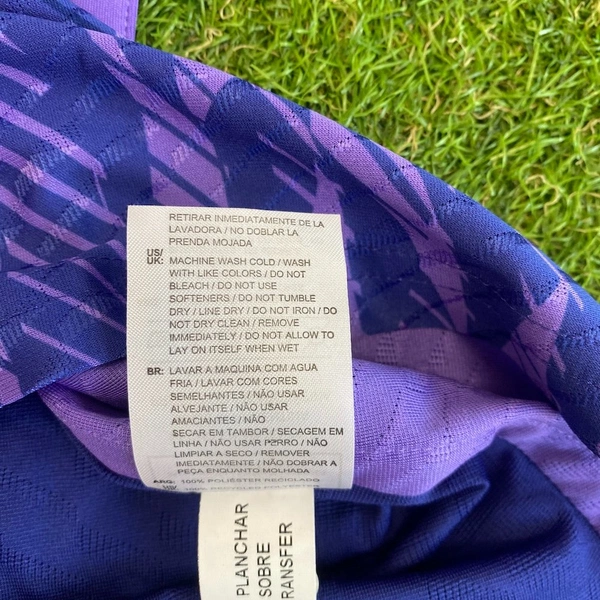 RETIRAR INMEDIATAMENTE DE LA
LAVADORA / NO DOBLAR LA
PRENDA MOJADA
US/
UK: MACHINE WASH COLD / WASH
WITH LIKE COLORS / DO NOT
BLEACH / DO NOT USE
SOFTENERS / DO NOT TUMBLE
DRY / LINE DRY / DO NOT IRON / DO
NOT DRY CLEAN / REMOVE
IMMEDIATELY / DO NOT ALLOW TO
LAY ON ITSELF WHEN WET
BR: LAVAR A MAQUINA COM AGUA
FRIA / LAVAR COM CORES
SEMELHANTES / NÃO USAR
ALVEJANTE / NÃO USAR
AMACIANTES / NÃO
SECAR EM TAMBOR / SECAGEM EM
LINHA / NÃO USAR FERRO / NÃO
LIMPIAR A SECO / REMOVER
IMEDIATAMENTE / NÃO DOBRAR A
PEÇA ENQUANTO MOLHADA
ARG: 100% POLIÉSTER RECICLADO
US/ 100% RECYCLED POLYESTER
PLANCHAR
SOBRE
RANSFER